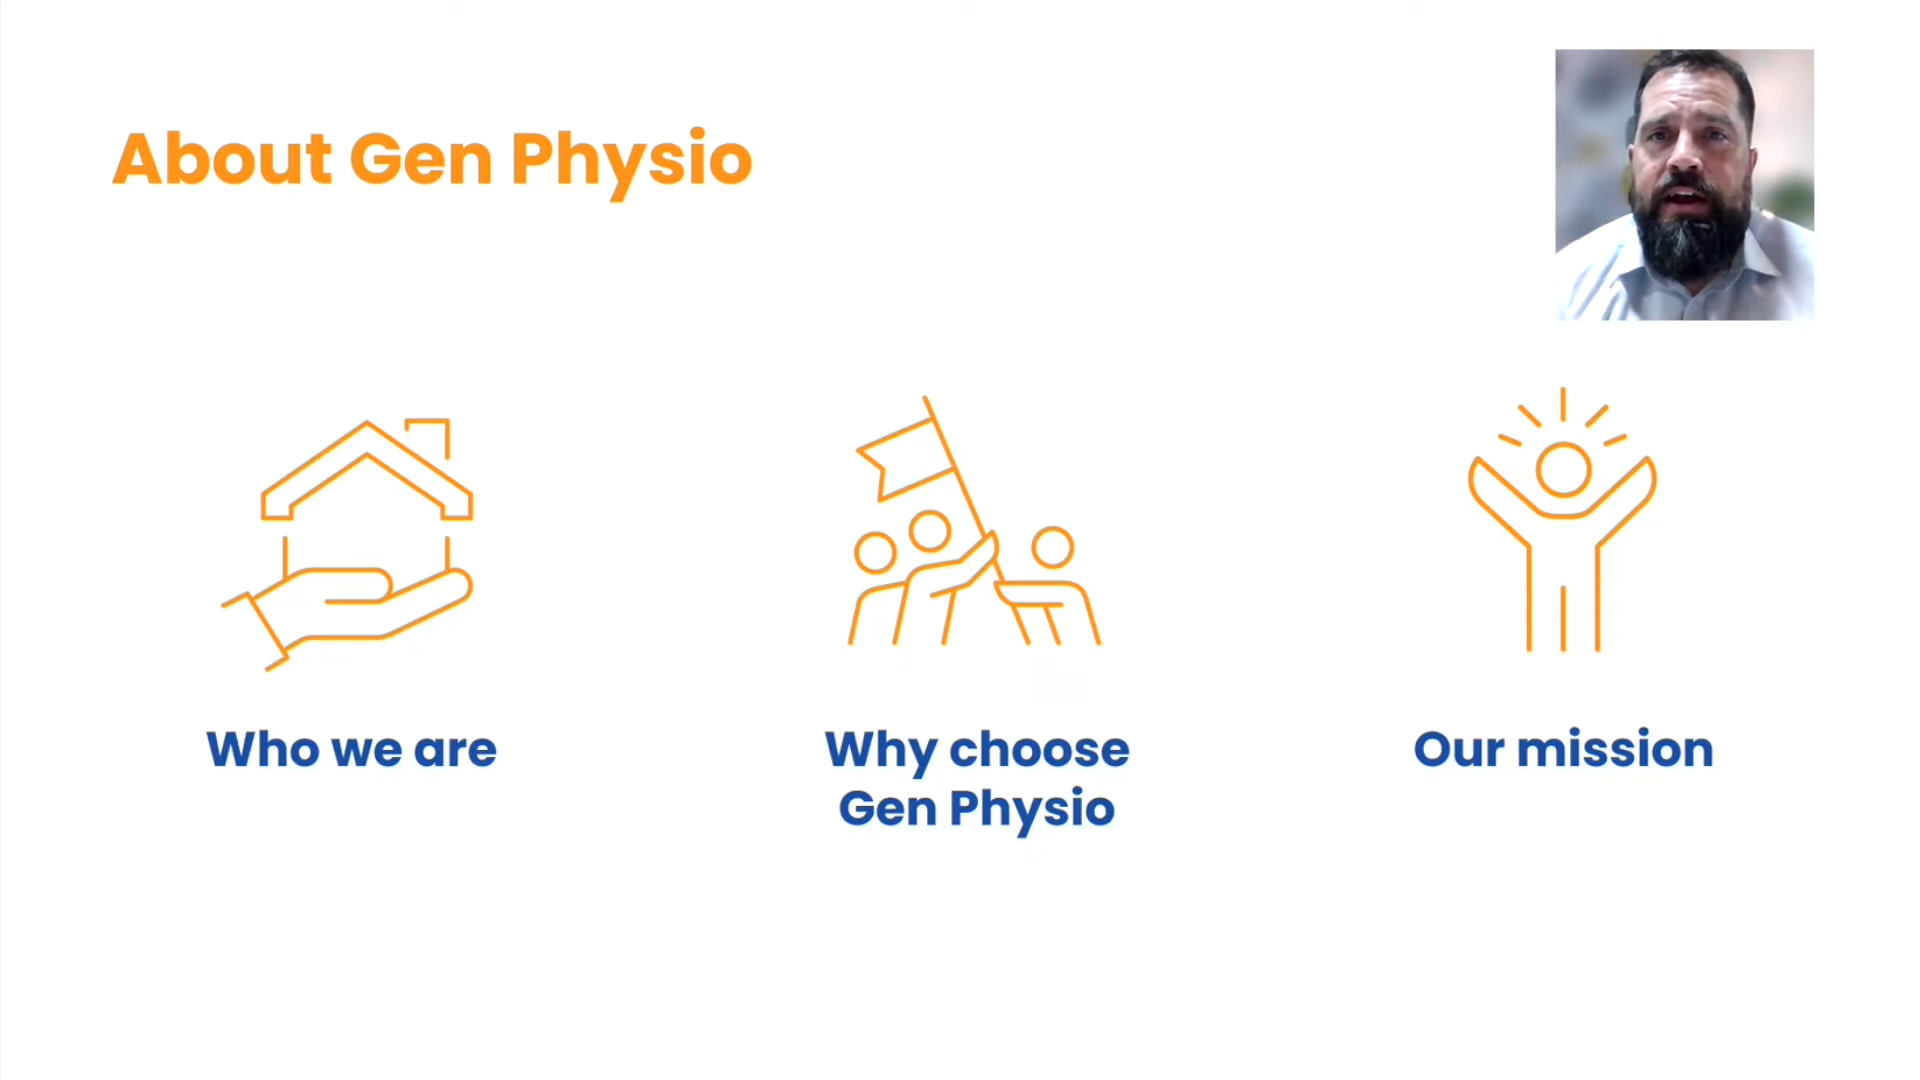 About Gen Physio
Who we are
Why choose
Gen Physio
Our mission